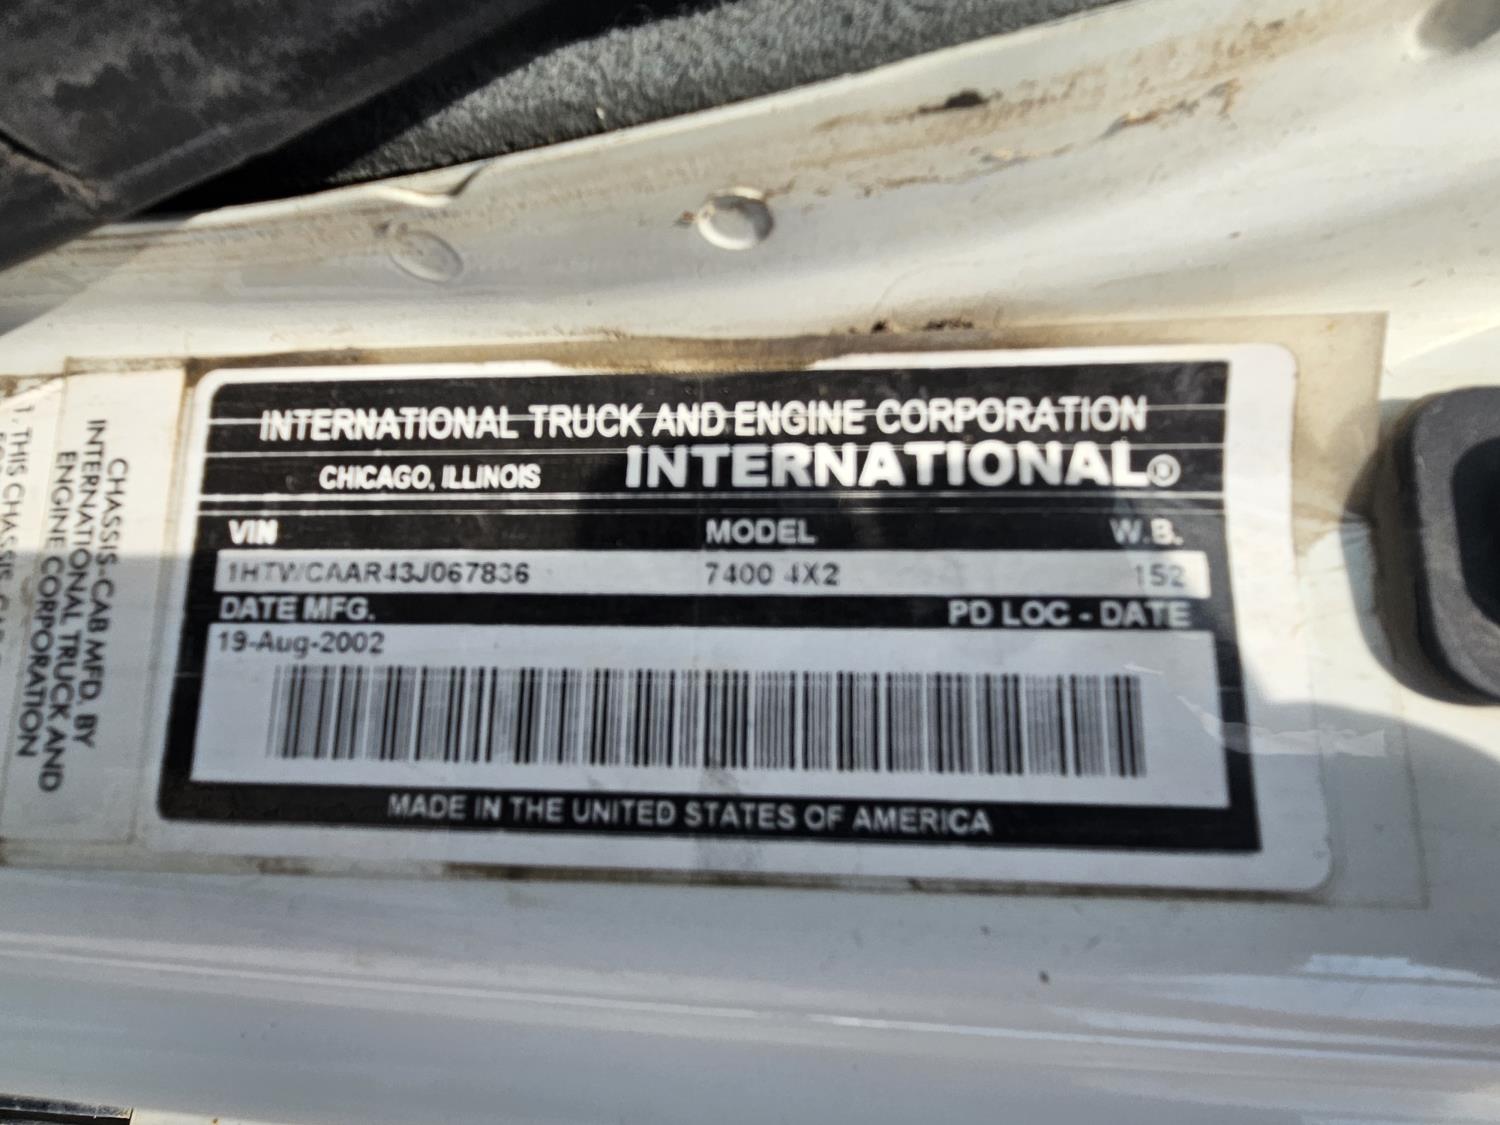 INTERNATIONAL TRUCK AND ENGINE CORPORATION
CHICAGO, ILLINOIS INTERNATIONAL®
VIN MODEL W.B.
1HTWCAAR43J067836 7400 4X2 152
DATE MFG. PD LOC - DATE
19-Aug-2002
MADE IN THE UNITED STATES OF AMERICA
CHASSIS-CAB MFD. BY
INTERNATIONAL TRUCK AND
ENGINE CORPORATION
1. THIS CHASSIS